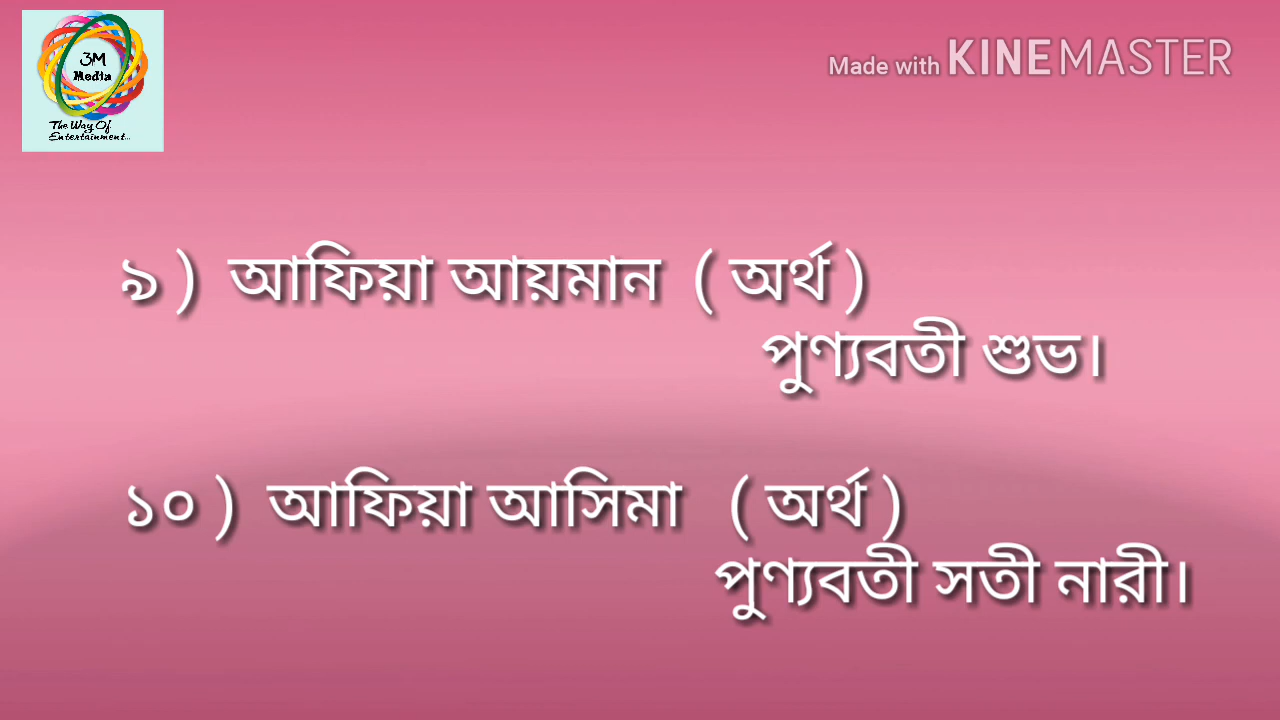 3M
Media
The Way Of
Entertainment...
Made with KINEMASTER
৯ ) আফিয়া আয়মান ( অর্থ )
পুণ্যবতী শুভ।
১০ ) আফিয়া আসিমা ( অর্থ )
পুণ্যবতী সতী নারী।